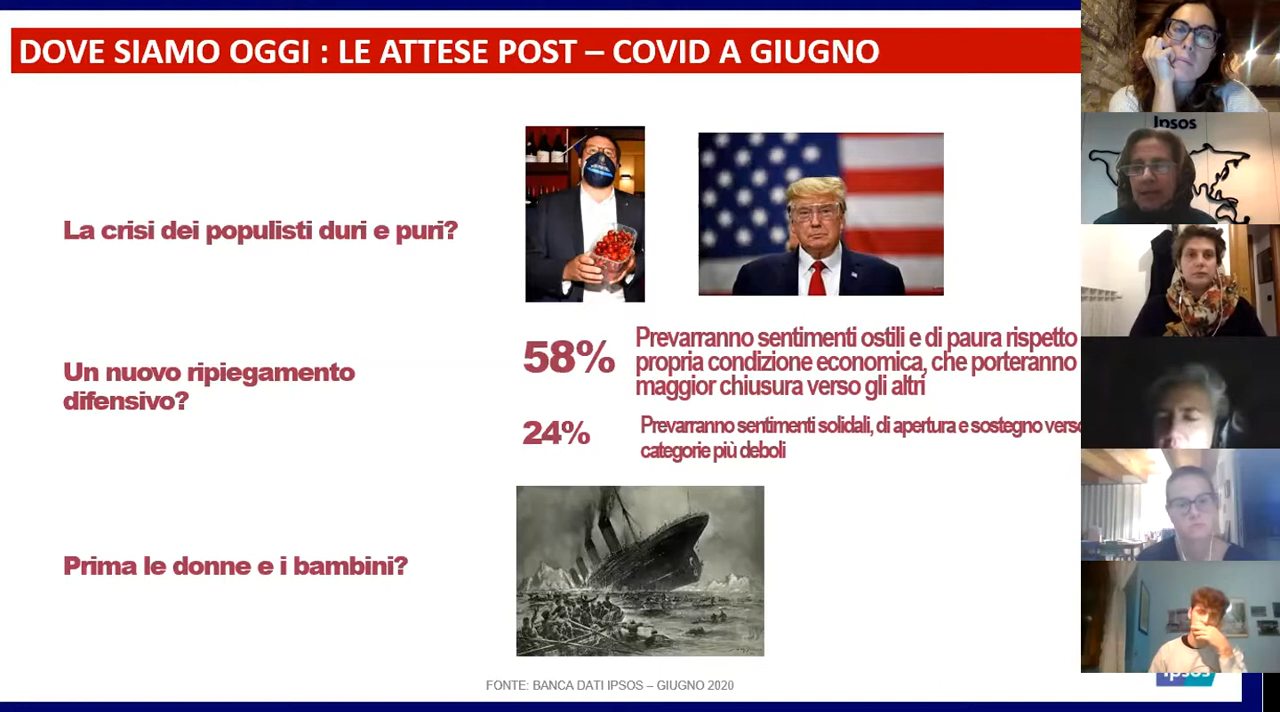 DOVE SIAMO OGGI : LE ATTESE POST – COVID A GIUGNO
Ipsos
La crisi dei populisti duri e puri?
Un nuovo ripiegamento
difensivo?
58%
Prevarranno sentimenti ostili e di paura rispetto
propria condizione economica, che porteranno
maggior chiusura verso gli altri
24%
Prevarranno sentimenti solidali, di apertura e sostegno verso
categorie più deboli
Prima le donne e i bambini?
FONTE: BANCA DATI IPSOS – GIUGNO 2020
Ipsos